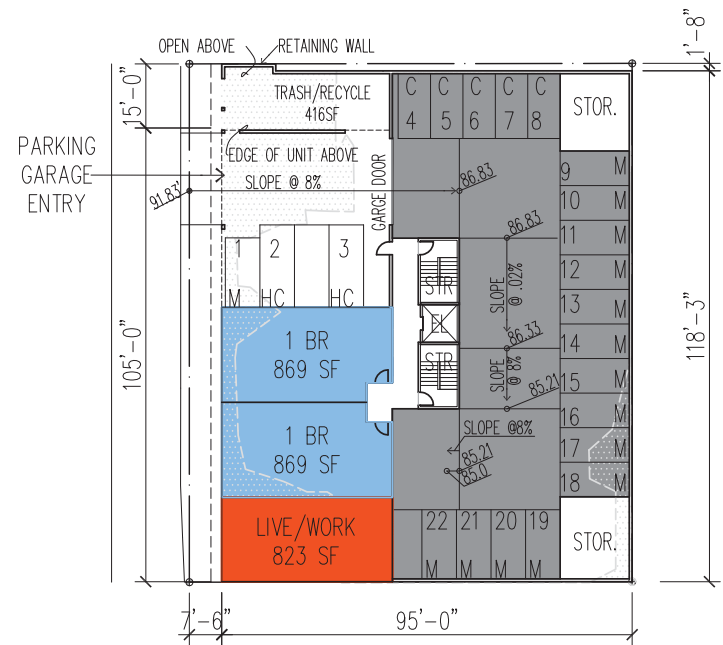 OPEN ABOVE
RETAINING WALL
1'-8"
15'-0"
TRASH/RECYCLE
416SF
C
4
C
5
C
6
C
7
C
8
STOR.
PARKING
GARAGE
ENTRY
EDGE OF UNIT ABOVE
SLOPE @ 8%
GARGE DOOR
91.83'
86.83
86.83
9 M
10 M
11 M
12 M
13 M
14 M
15 M
16 M
17 M
18 M
1
M
2
HC
3
HC
STR
EL
STR
SLOPE
@ .02%
86.33
SLOPE
@ 8%
85.21
105'-0"
118'-3"
1 BR
869 SF
1 BR
869 SF
SLOPE @8%
85.21
85.0
LIVE/WORK
823 SF
22
M
21
M
20
M
19
M
STOR.
7'-6"
95'-0"